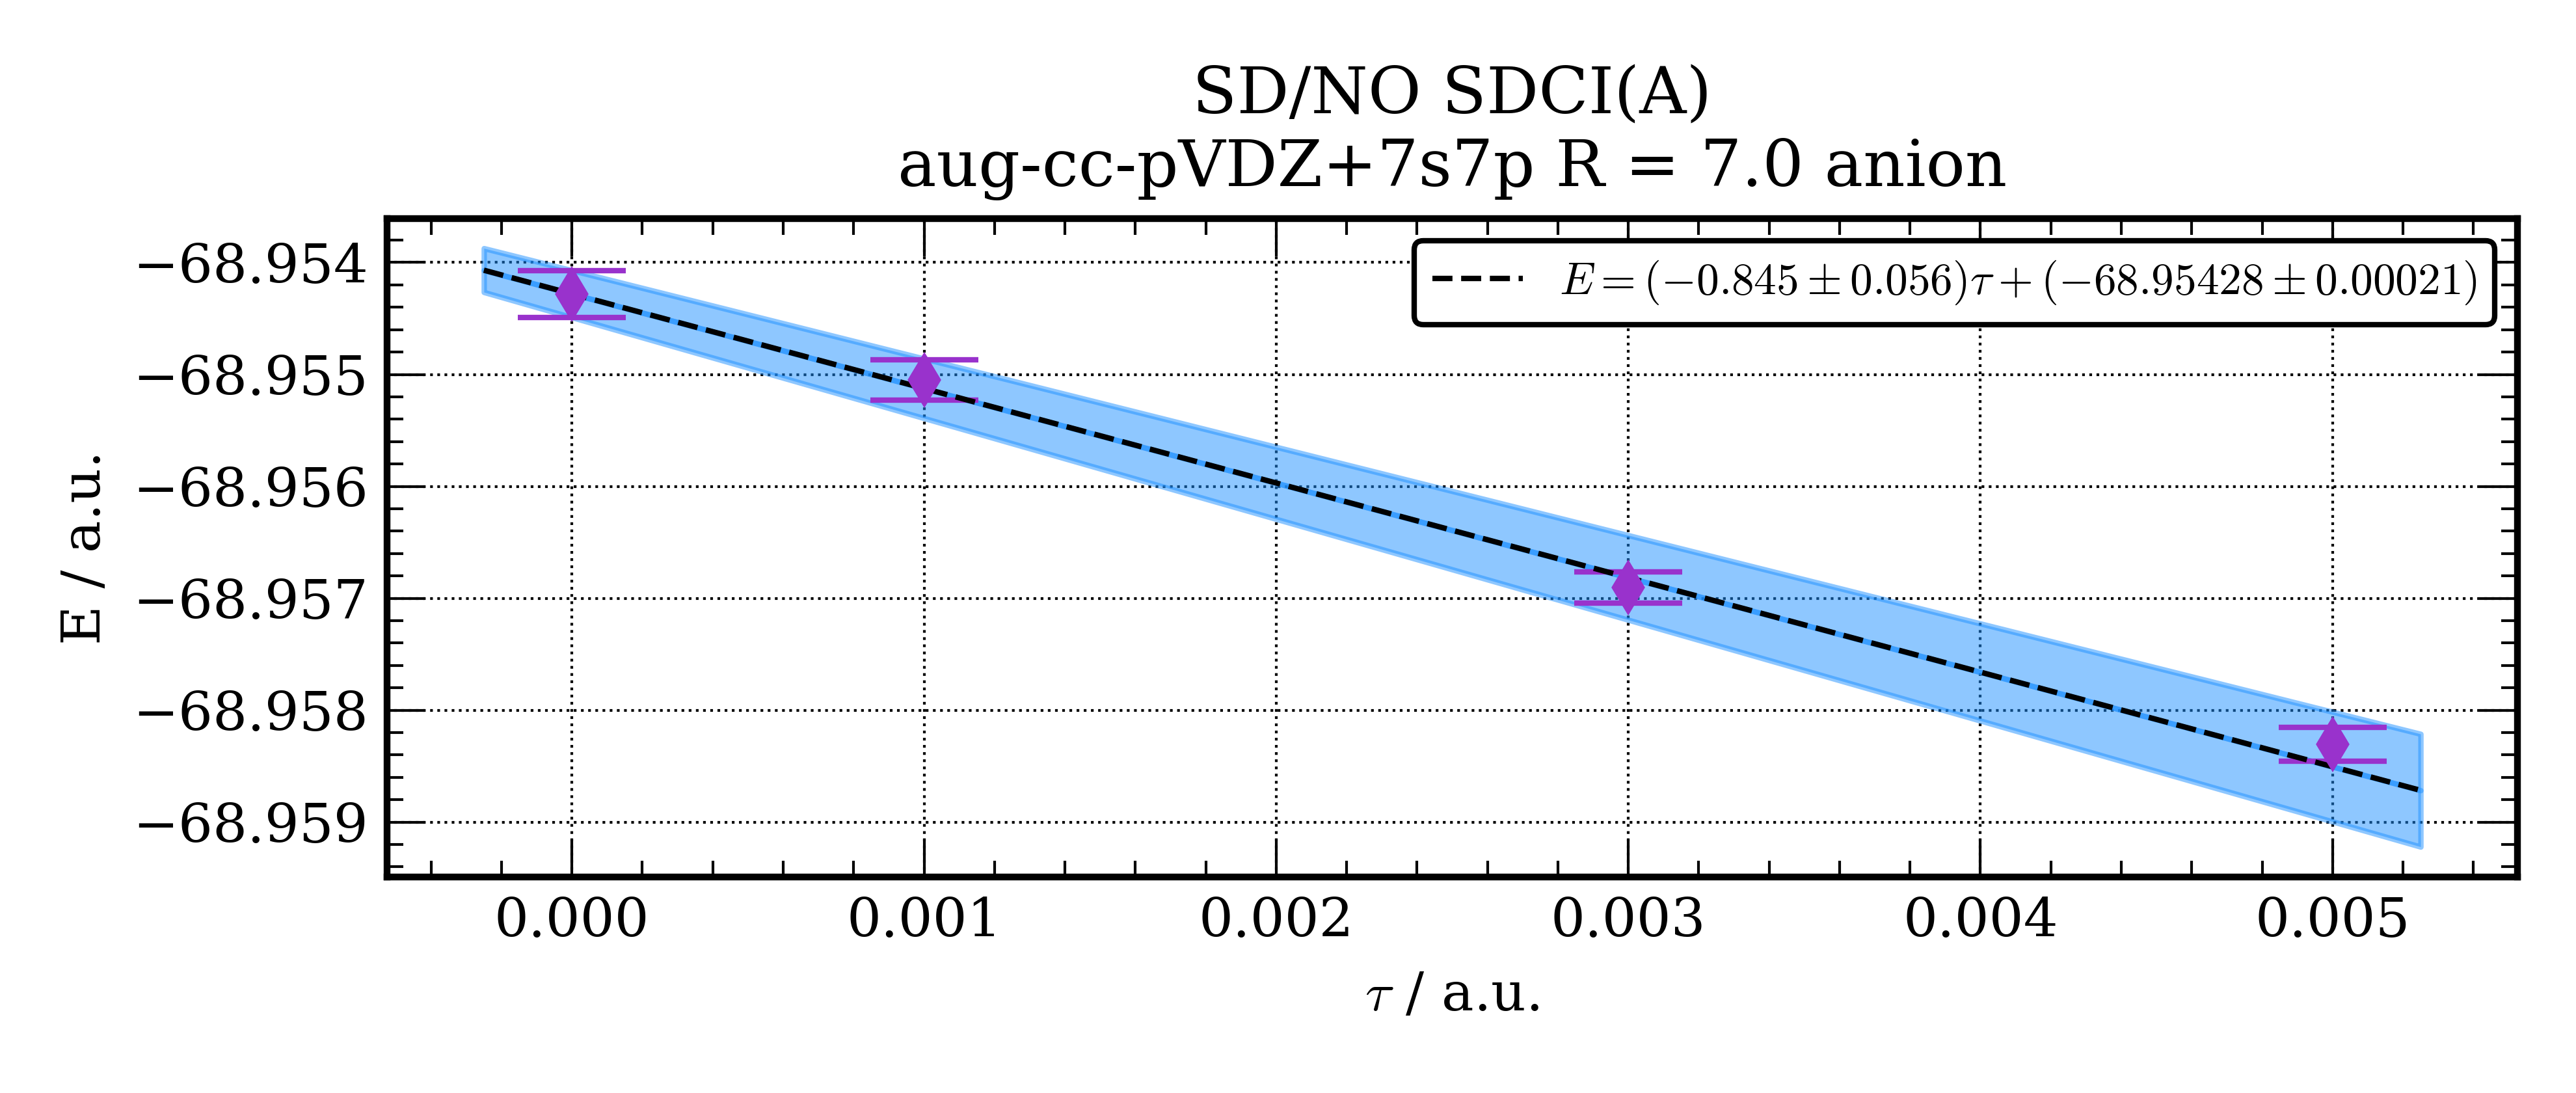 SD/NO SDCI(A)
aug-cc-pVDZ+7s7p R = 7.0 anion
E = (−0.845 ± 0.056)τ + (−68.95428 ± 0.00021)
−68.954
−68.955
−68.956
−68.957
−68.958
−68.959
E / a.u.
0.000 0.001 0.002 0.003 0.004 0.005
τ / a.u.